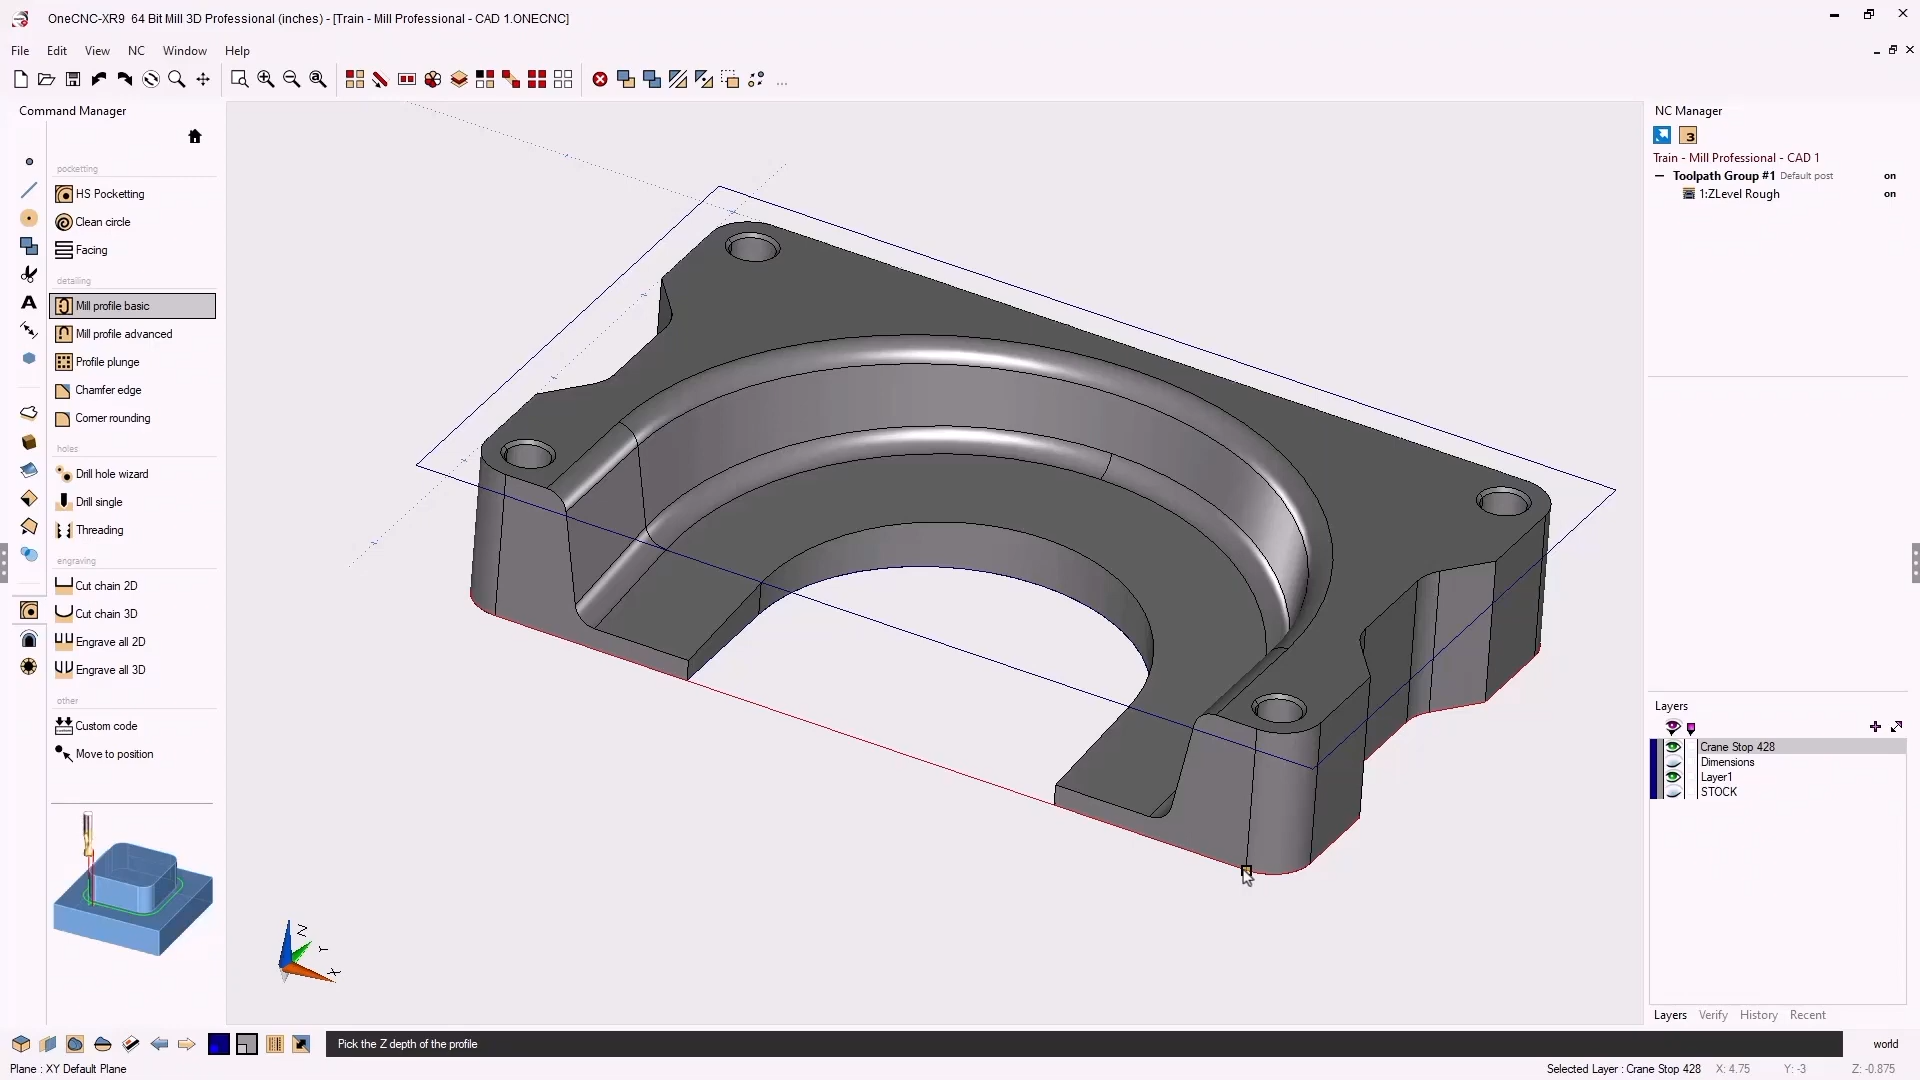 OneCNC-XR9 64 Bit Mill 3D Professional (inches) - [Train - Mill Professional - CAD 1.ONECNC]
File Edit View NC Window Help
Command Manager
pocketting
HS Pocketting
Clean circle
Facing
detailing
Mill profile basic
Mill profile advanced
Profile plunge
Chamfer edge
Corner rounding
holes
Drill hole wizard
Drill single
Threading
engraving
Cut chain 2D
Cut chain 3D
Engrave all 2D
Engrave all 3D
other
Custom code
Move to position
Z
Y
X
NC Manager
3
Train - Mill Professional - CAD 1
Toolpath Group #1 Default post on
1:ZLevel Rough on
Layers
Crane Stop 428
Dimensions
Layer1
STOCK
Layers Verify History Recent
Pick the Z depth of the profile
world
Plane : XY Default Plane
Selected Layer : Crane Stop 428 X: 4.75 Y: -3 Z: -0.875